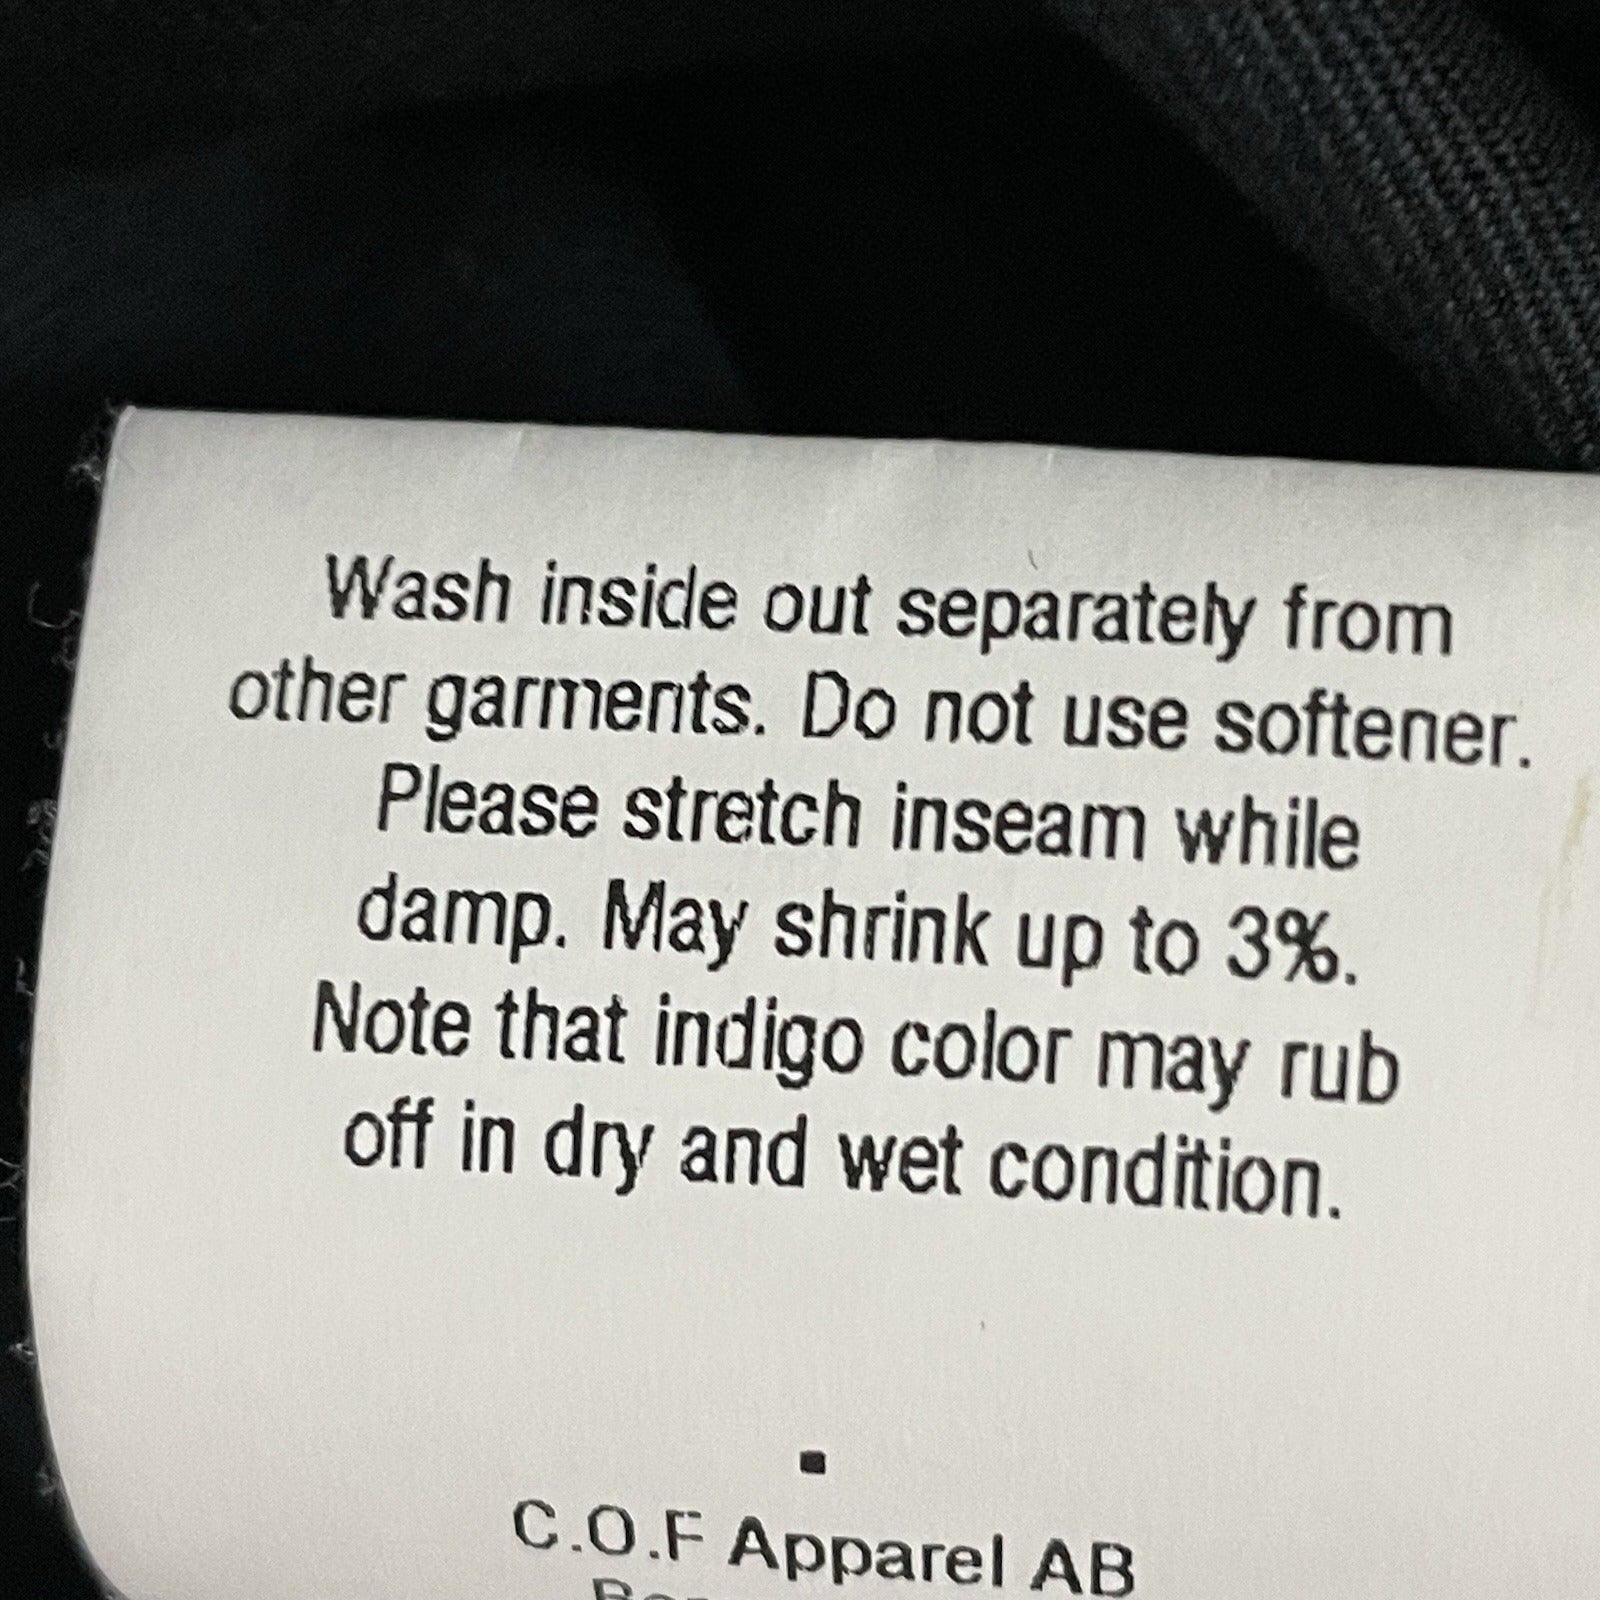 Wash inside out separately from
other garments. Do not use softener.
Please stretch inseam while
damp. May shrink up to 3%.
Note that indigo color may rub
off in dry and wet condition.
C.O.F Apparel AB